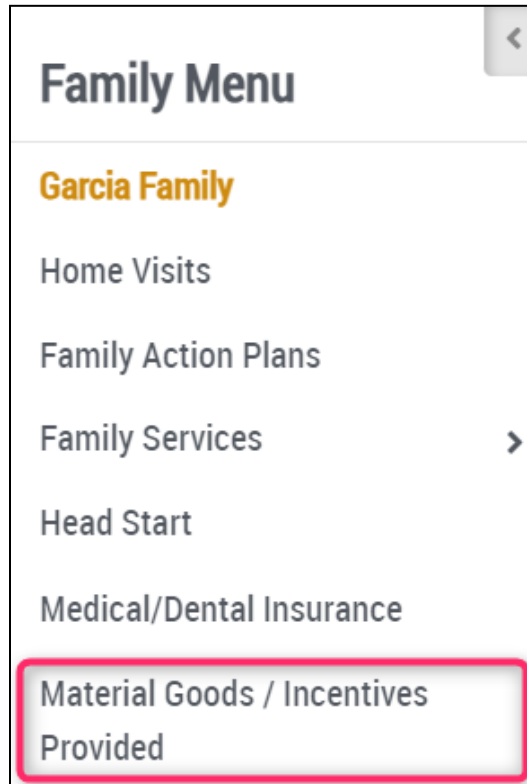 Family Menu
Garcia Family
Home Visits
Family Action Plans
Family Services
Head Start
Medical/Dental Insurance
Material Goods / Incentives
Provided